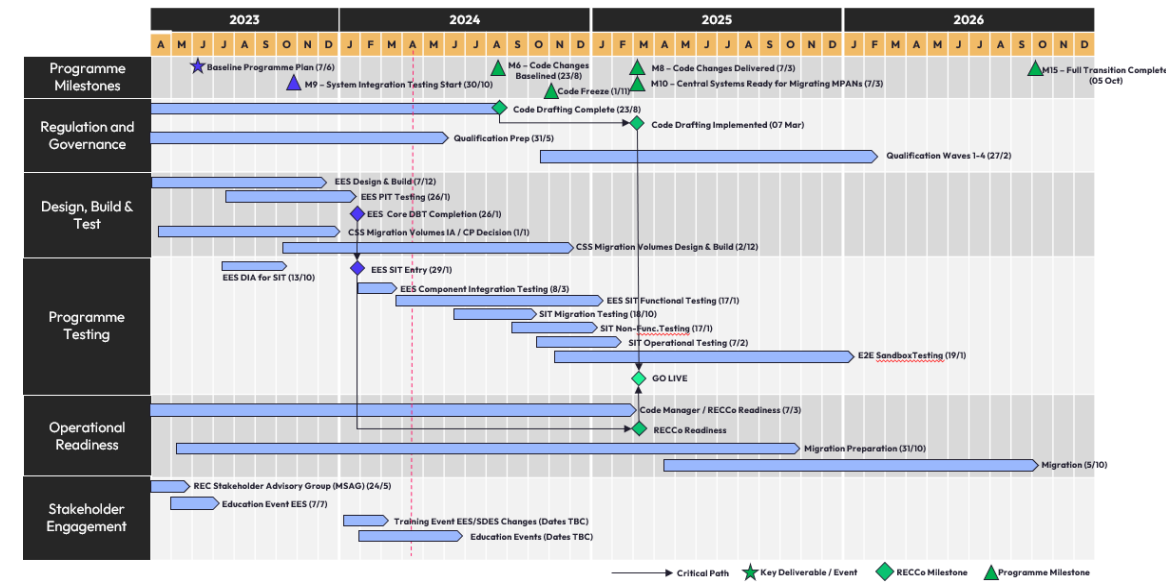 2023 2024 2025 2026
A M J J A S O N D J F M A M J J A S O N D J F M A M J J A S O N D J F M A M J J A S O N D
Programme
Milestones
Baseline Programme Plan (7/6)
M9 – System Integration Testing Start (30/10)
M6 – Code Changes
Baselined (23/8)
Code Freeze (1/11)
M8 – Code Changes Delivered (7/3)
M10 – Central Systems Ready for Migrating MPANs (7/3)
M15 – Full Transition Complete
(05 Oct)
Regulation and
Governance
Code Drafting Complete (23/8)
Code Drafting Implemented (07 Mar)
Qualification Prep (31/5)
Qualification Waves 1-4 (27/2)
Design, Build &
Test
EES Design & Build (7/12)
EES PIT Testing (26/1)
EES Core DBT Completion (26/1)
CSS Migration Volumes IA / CP Decision (1/1)
CSS Migration Volumes Design & Build (2/12)
Programme
Testing
EES DIA for SIT (13/10)
EES SIT Entry (29/1)
EES Component Integration Testing (8/3)
EES SIT Functional Testing (17/1)
SIT Migration Testing (18/10)
SIT Non-Func.Testing (17/1)
SIT Operational Testing (7/2)
E2E SandboxTesting (19/1)
GO LIVE
Operational
Readiness
Code Manager / RECCo Readiness (7/3)
RECCo Readiness
Migration Preparation (31/10)
Migration (5/10)
Stakeholder
Engagement
REC Stakeholder Advisory Group (MSAG) (24/5)
Education Event EES (7/7)
Training Event EES/SDES Changes (Dates TBC)
Education Events (Dates TBC)
Critical Path Key Deliverable / Event RECCo Milestone Programme Milestone